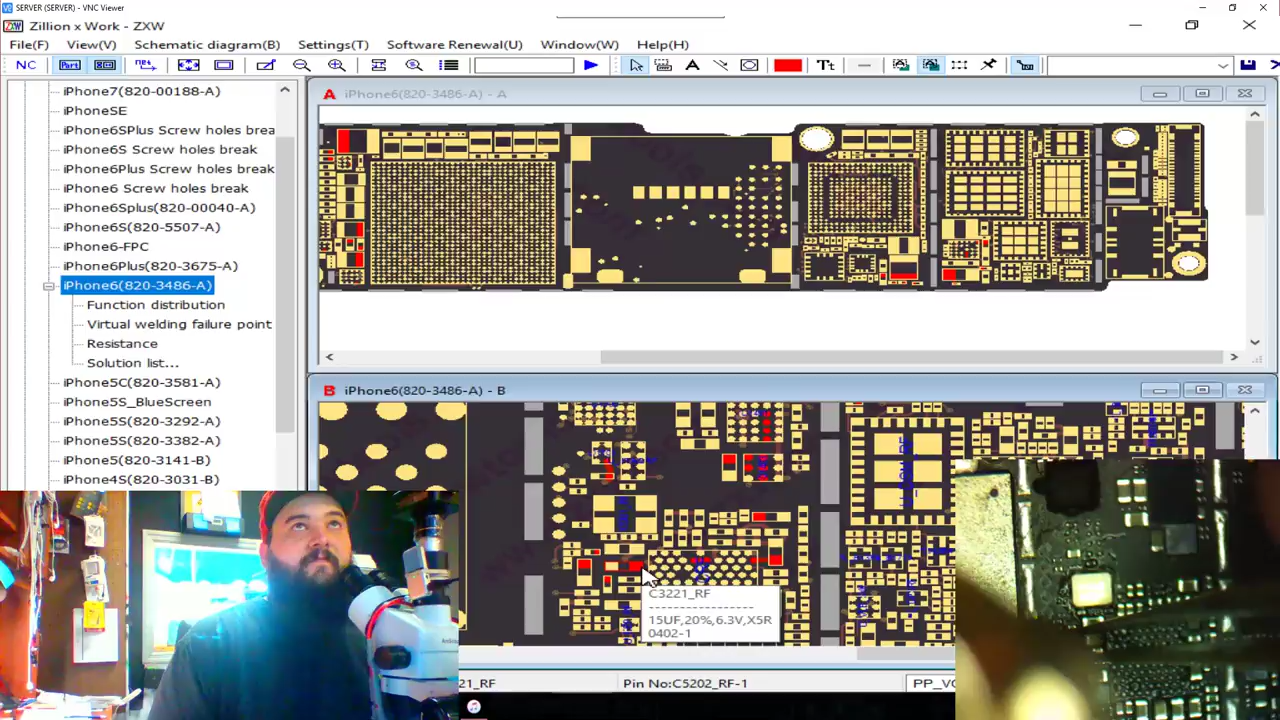 SERVER (SERVER) - VNC Viewer
Zillion x Work - ZXW
File(F) View(V) Schematic diagram(B) Settings(T) Software Renewal(U) Window(W) Help(H)
NC Part net
iPhone7(820-00188-A)
iPhoneSE
iPhone6SPlus Screw holes brea
iPhone6S Screw holes break
iPhone6Plus Screw holes break
iPhone6 Screw holes break
iPhone6Splus(820-00040-A)
iPhone6S(820-5507-A)
iPhone6-FPC
iPhone6Plus(820-3675-A)
iPhone6(820-3486-A)
Function distribution
Virtual welding failure point
Resistance
Solution list...
iPhone5C(820-3581-A)
iPhone5S_BlueScreen
iPhone5S(820-3292-A)
iPhone5S(820-3382-A)
iPhone5(820-3141-B)
iPhone4S(820-3031-B)
A iPhone6(820-3486-A) - A
B iPhone6(820-3486-A) - B
C3221_RF
-----------------
15UF,20%,6.3V,X5R
0402-1
21_RF
Pin No:C5202_RF-1